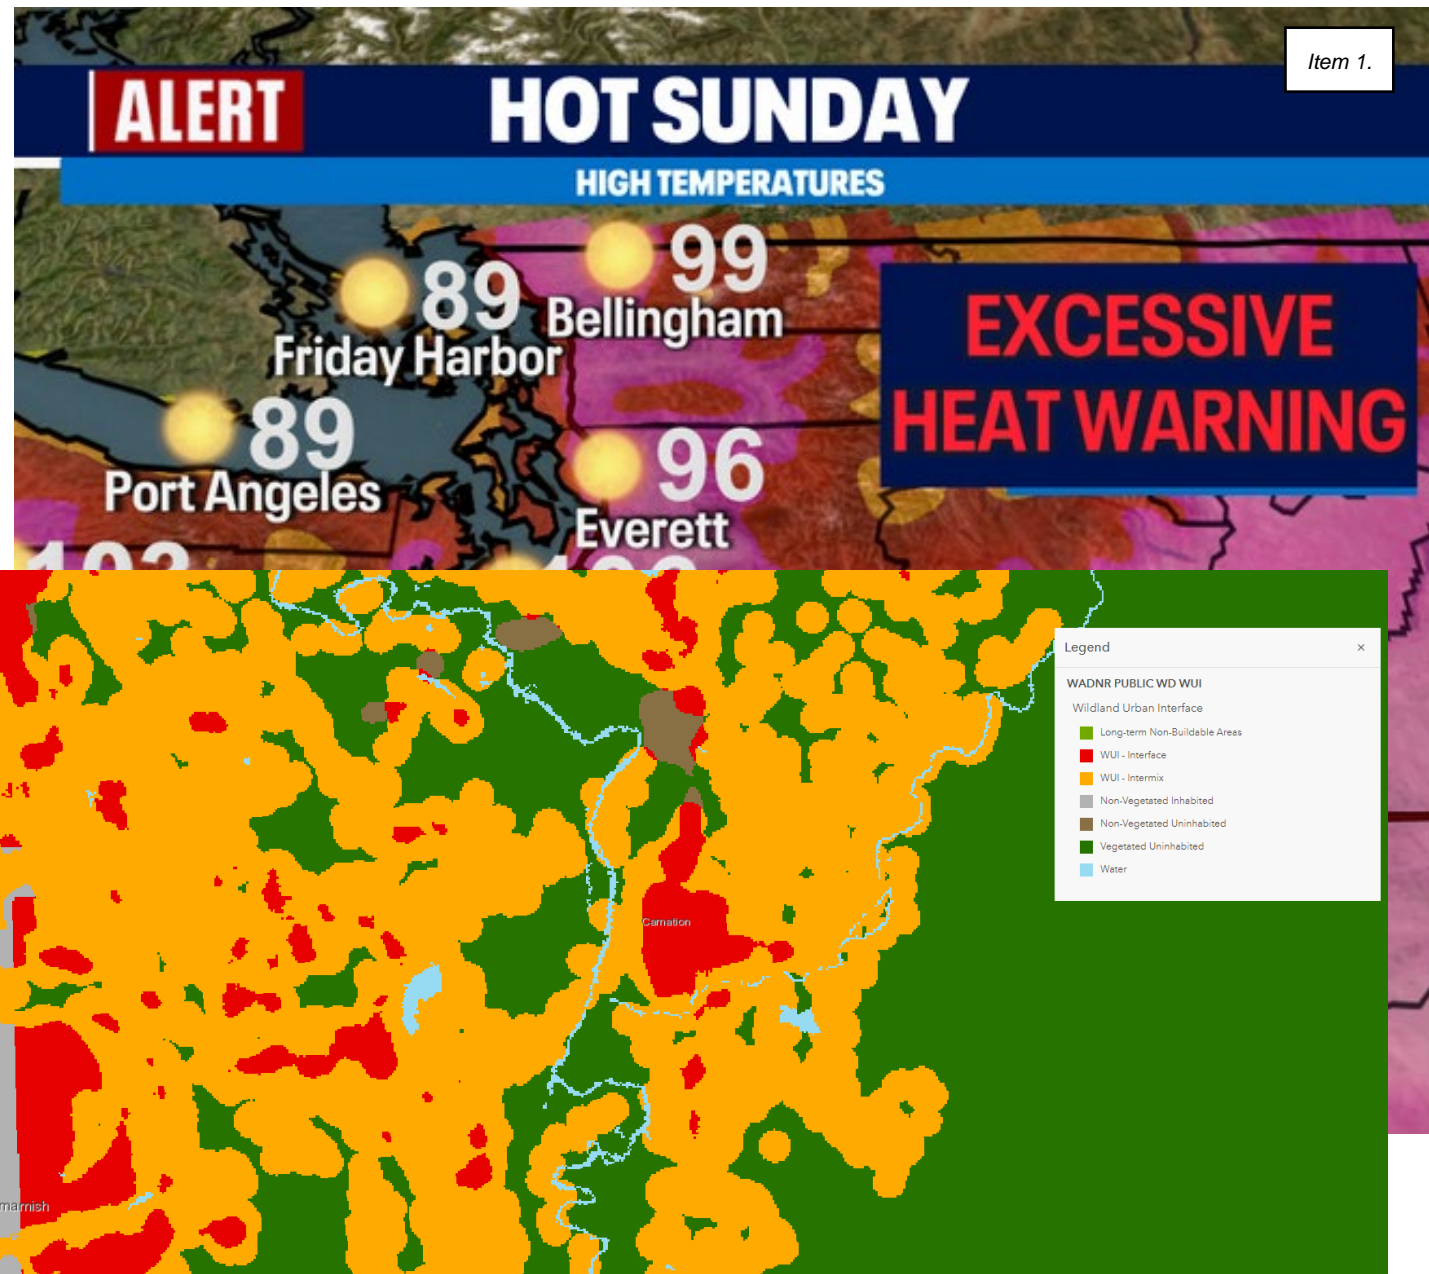 Item 1.
ALERT
HOT SUNDAY
HIGH TEMPERATURES
99
Bellingham
89
Friday Harbor
EXCESSIVE
HEAT WARNING
89
Port Angeles
96
Everett
103
Legend ×
WADNR PUBLIC WD WUI
Wildland Urban Interface
Long-term Non-Buildable Areas
WUI - Interface
WUI - Intermix
Non-Vegetated Inhabited
Non-Vegetated Uninhabited
Vegetated Uninhabited
Water
Carnation
mamish